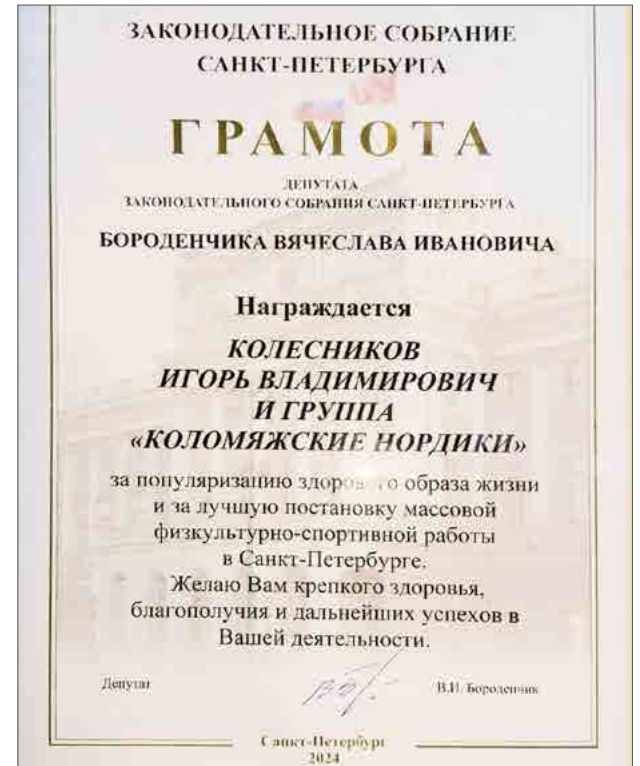 ЗАКОНОДАТЕЛЬНОЕ СОБРАНИЕ
САНКТ-ПЕТЕРБУРГА
ГРАМОТА
ДЕПУТАТА
ЗАКОНОДАТЕЛЬНОГО СОБРАНИЯ САНКТ-ПЕТЕРБУРГА
БОРОДЕНЧИКА ВЯЧЕСЛАВА ИВАНОВИЧА
Награждается
КОЛЕСНИКОВ
ИГОРЬ ВЛАДИМИРОВИЧ
И ГРУППА
«КОЛОМЯЖСКИЕ НОРДИКИ»
за популяризацию здорового образа жизни
и за лучшую постановку массовой
физкультурно-спортивной работы
в Санкт-Петербурге.
Желаю Вам крепкого здоровья,
благополучия и дальнейших успехов в
Вашей деятельности.
Депутат В.И. Бороденчик
Санкт-Петербург
2024